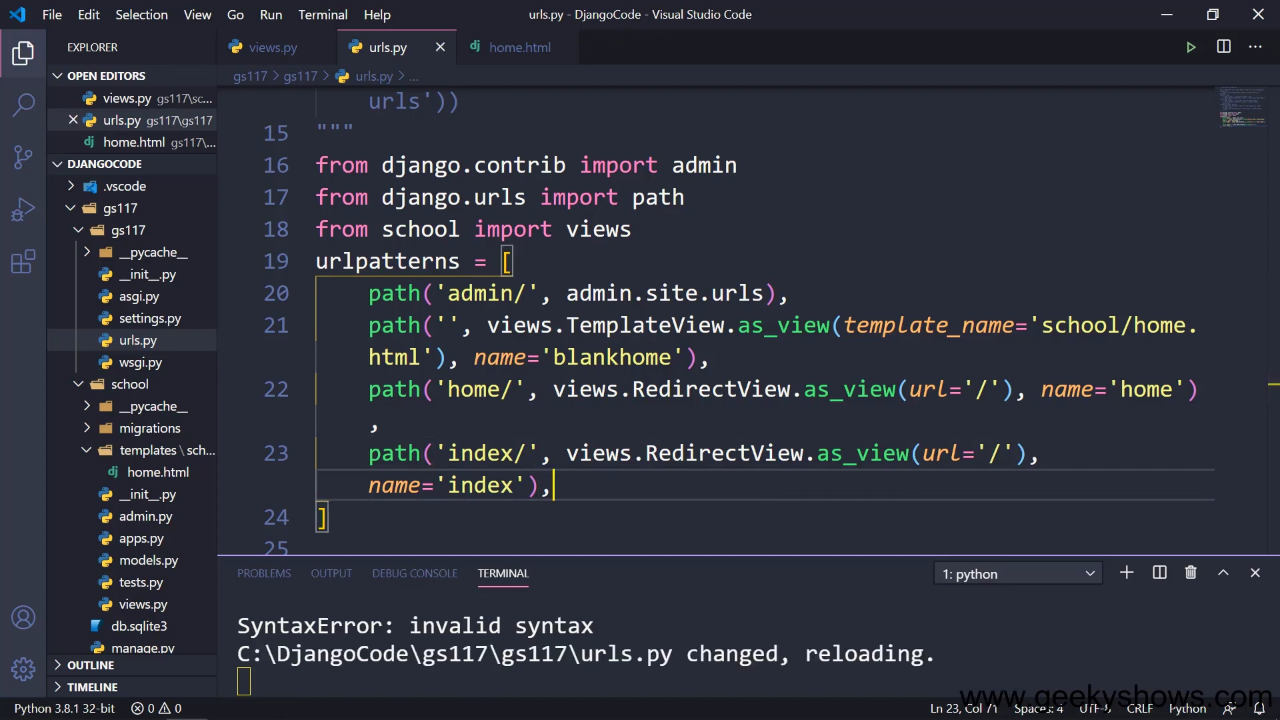 File Edit Selection View Go Run Terminal Help urls.py - DjangoCode - Visual Studio Code
EXPLORER
views.py urls.py home.html
OPEN EDITORS
views.py gs117\sc...
urls.py gs117\gs117
home.html gs117\...
DJANGOCODE
.vscode
gs117
gs117
__pycache__
__init__.py
asgi.py
settings.py
urls.py
wsgi.py
school
__pycache__
migrations
templates \ sch...
home.html
__init__.py
admin.py
apps.py
models.py
tests.py
views.py
db.sqlite3
manage.py
OUTLINE
TIMELINE
gs117 > gs117 > urls.py > ...
urls'))
15 """
16 from django.contrib import admin
17 from django.urls import path
18 from school import views
19 urlpatterns = [
20 path('admin/', admin.site.urls),
21 path('', views.TemplateView.as_view(template_name='school/home.
html'), name='blankhome'),
22 path('home/', views.RedirectView.as_view(url='/'), name='home')
,
23 path('index/', views.RedirectView.as_view(url='/'),
name='index'),
24 ]
25
PROBLEMS OUTPUT DEBUG CONSOLE TERMINAL 1: python
SyntaxError: invalid syntax
C:\DjangoCode\gs117\gs117\urls.py changed, reloading.
www.geekyshows.com
Python 3.8.1 32-bit 0 0 Ln 23, Col 71 Spaces: 4 UTF-8 CRLF Python